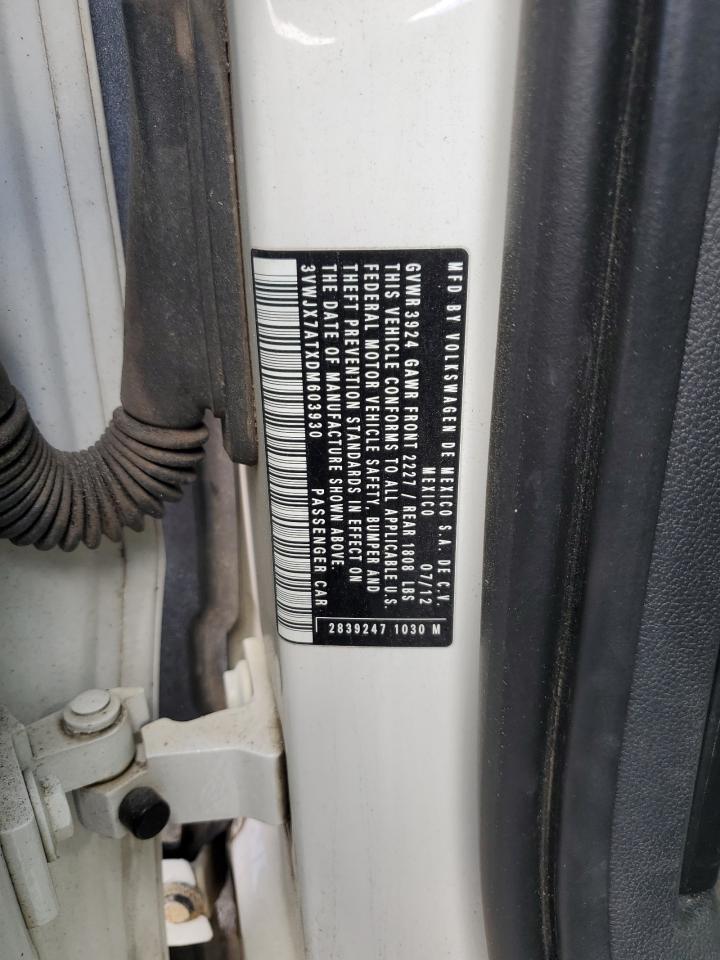 MFD BY VOLKSWAGEN DE MEXICO S.A. DE C.V.
MEXICO 07/12
GVWR 3924 GAWR FRONT 2227 / REAR 1808 LBS
THIS VEHICLE CONFORMS TO ALL APPLICABLE U.S.
FEDERAL MOTOR VEHICLE SAFETY, BUMPER AND
THEFT PREVENTION STANDARDS IN EFFECT ON
THE DATE OF MANUFACTURE SHOWN ABOVE.
3VWJX7ATXDM603930 PASSENGER CAR
2839247 1030 M